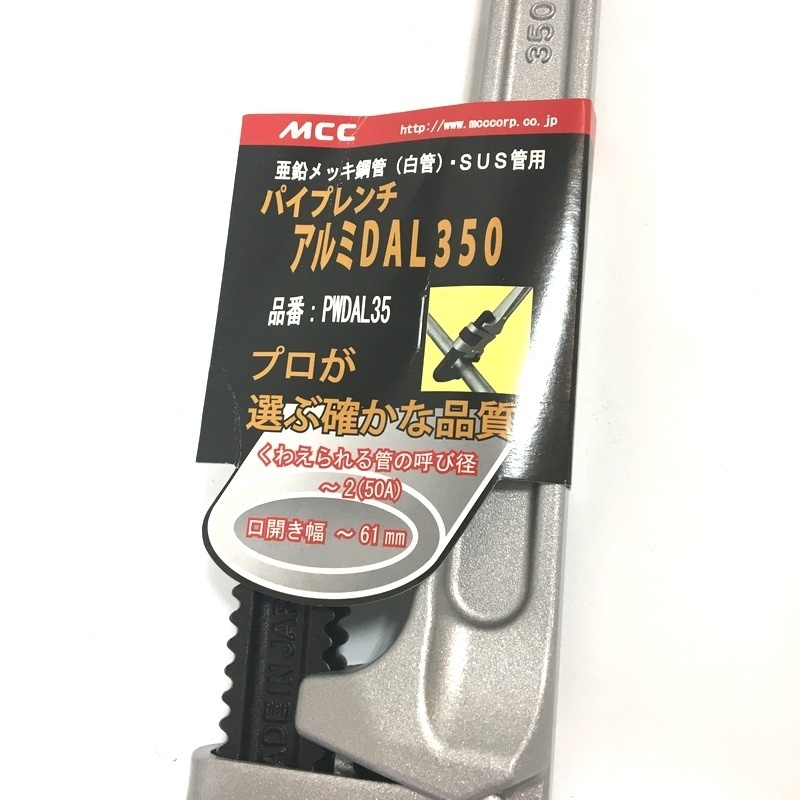 350
MCC http://www.mcccorp.co.jp
亜鉛メッキ鋼管(白管)・SUS管用
パイプレンチ
アルミDAL350
品番:PWDAL35
プロが
選ぶ確かな品質
くわえられる管の呼び径
～2(50A)
口開き幅 ～61mm
MADE IN JAP